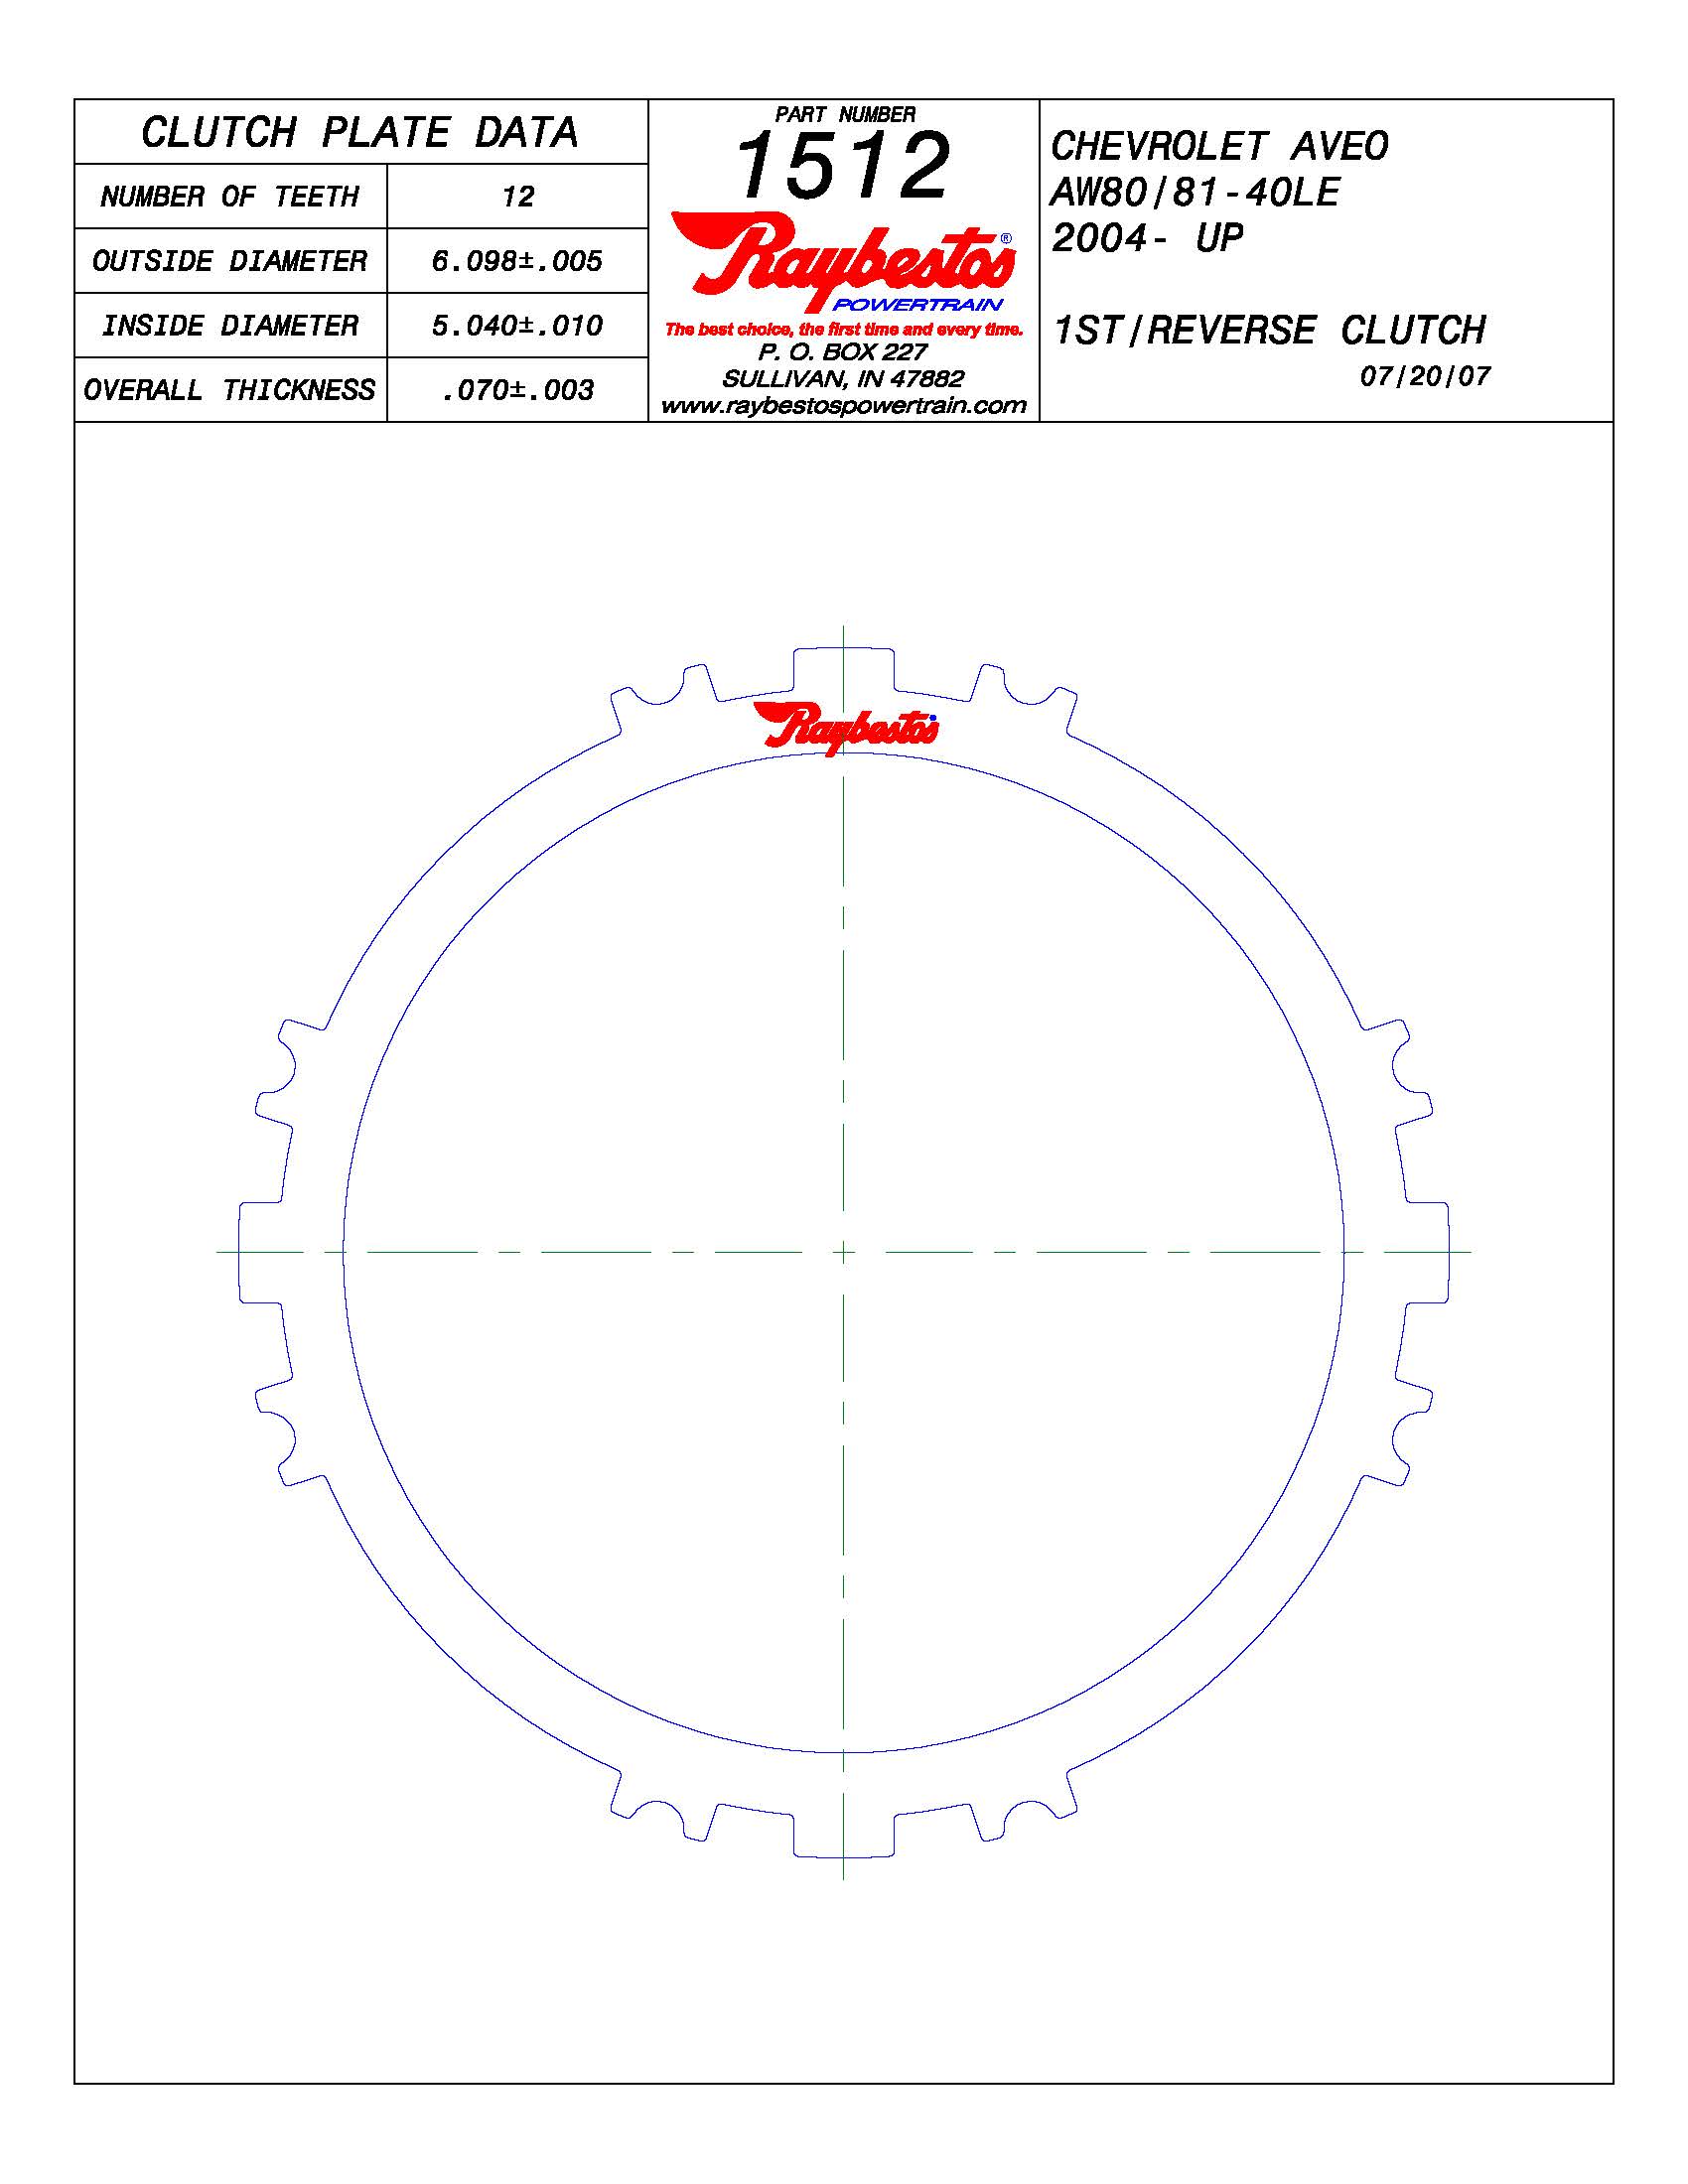 CLUTCH PLATE DATA
NUMBER OF TEETH 12
OUTSIDE DIAMETER 6.098±.005
INSIDE DIAMETER 5.040±.010
OVERALL THICKNESS .070±.003
PART NUMBER
1512
Raybestos®
POWERTRAIN
The best choice, the first time and every time.
P. O. BOX 227
SULLIVAN, IN 47882
www.raybestospowertrain.com
CHEVROLET AVEO
AW80/81-40LE
2004- UP
1ST/REVERSE CLUTCH
07/20/07
Raybestos